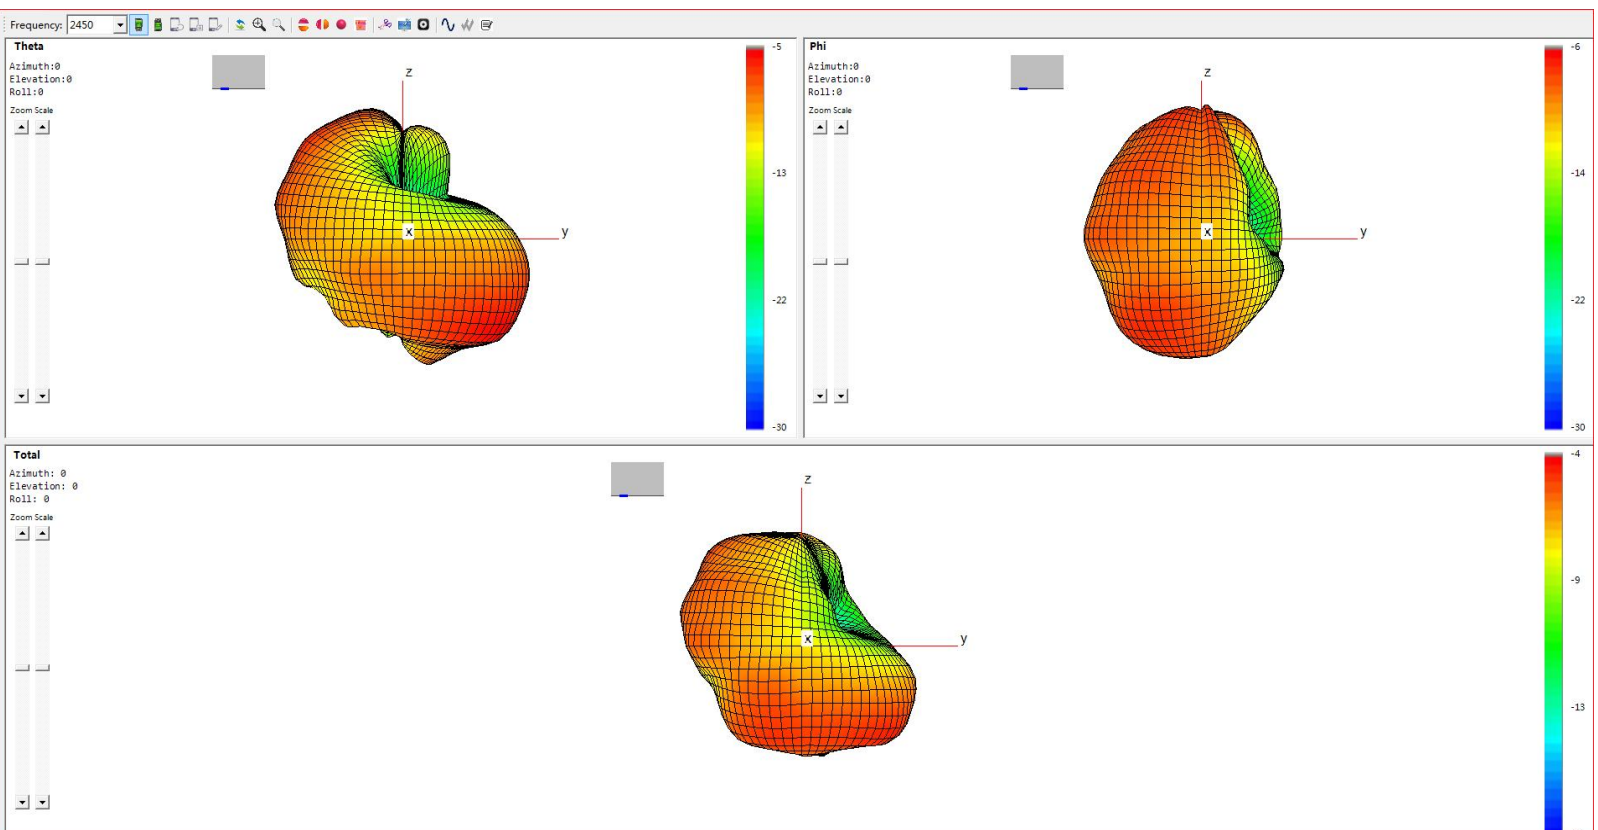 Frequency: 2450
Theta
Azimuth:0
Elevation:0
Roll:0
Zoom Scale
z
x
y
-5
-13
-22
-30
Phi
Azimuth:0
Elevation:0
Roll:0
Zoom Scale
z
x
y
-6
-14
-22
-30
Total
Azimuth: 0
Elevation: 0
Roll: 0
Zoom Scale
z
x
y
-4
-9
-13